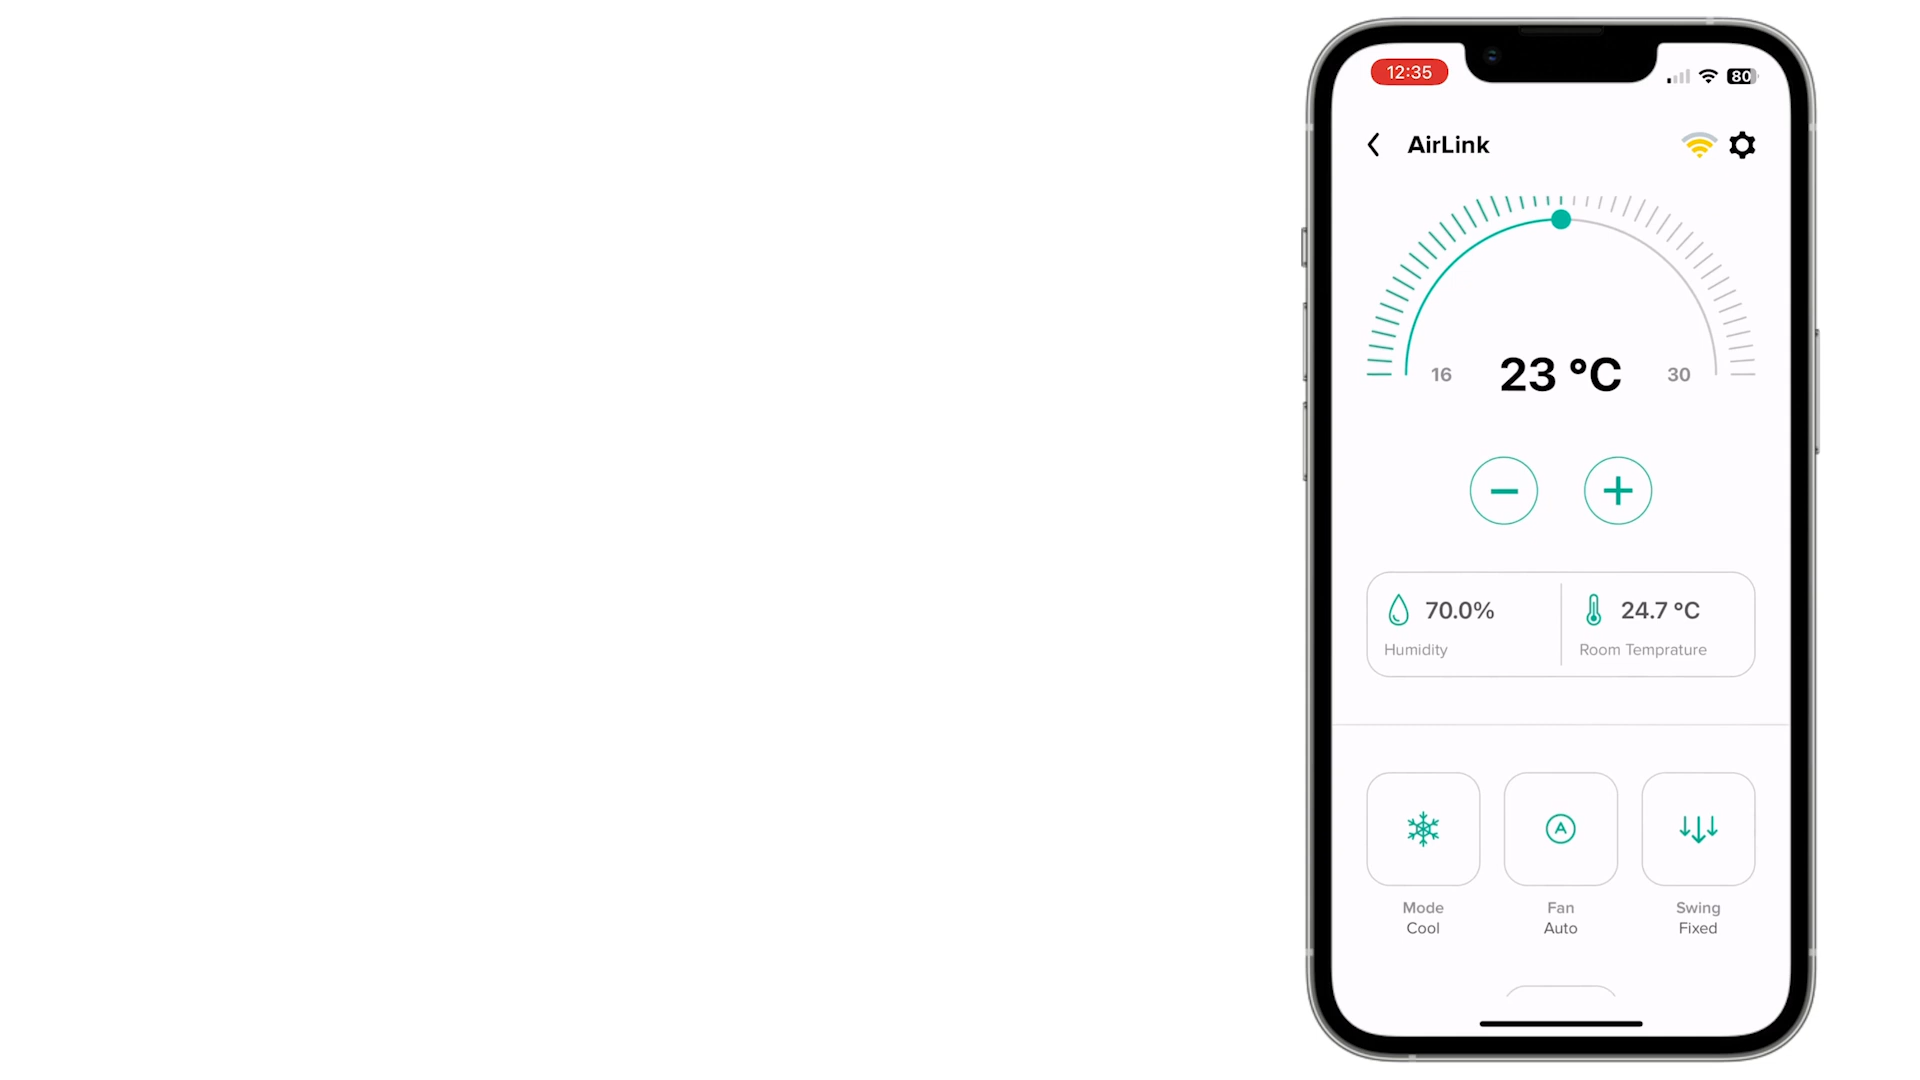 12:35
80
AirLink
16
23 °C
30
70.0%
24.7 °C
Humidity
Room Temprature
A
Mode
Fan
Swing
Cool
Auto
Fixed